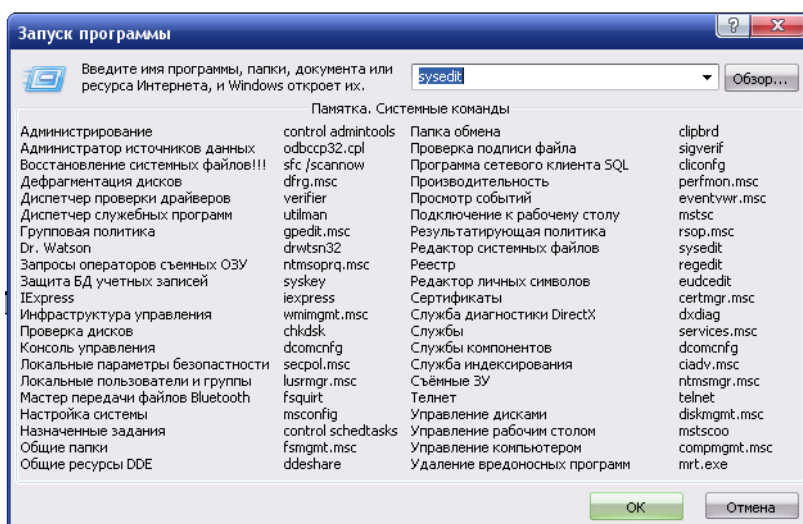 Запуск программы
Введите имя программы, папки, документа или
ресурса Интернета, и Windows откроет их.
sysedit
Обзор...
Памятка. Системные команды
Администрирование control admintools Папка обмена clipbrd
Администратор источников данных odbccp32.cpl Проверка подписи файла sigverif
Восстановление системных файлов!!! sfc /scannow Программа сетевого клиента SQL cliconfg
Дефрагментация дисков dfrg.msc Производительность perfmon.msc
Диспетчер проверки драйверов verifier Просмотр событий eventvwr.msc
Диспетчер служебных программ utilman Подключение к рабочему столу mstsc
Групповая политика gpedit.msc Результатирующая политика rsop.msc
Dr. Watson drwtsn32 Редактор системных файлов sysedit
Запросы операторов съемных ОЗУ ntmsoprq.msc Реестр regedit
Защита БД учетных записей syskey Редактор личных символов eudcedit
IExpress iexpress Сертификаты certmgr.msc
Инфраструктура управления wmimgmt.msc Служба диагностики DirectX dxdiag
Проверка дисков chkdsk Службы services.msc
Консоль управления dcomcnfg Службы компонентов dcomcnfg
Локальные параметры безопастности secpol.msc Служба индексирования ciadv.msc
Локальные пользователи и группы lusrmgr.msc Съёмные ЗУ ntmsmgr.msc
Мастер передачи файлов Bluetooth fsquirt Телнет telnet
Настройка системы msconfig Управление дисками diskmgmt.msc
Назначенные задания control schedtasks Управление рабочим столом mstscoo
Общие папки fsmgmt.msc Управление компьютером compmgmt.msc
Общие ресурсы DDE ddeshare Удаление вредоносных программ mrt.exe
OK Отмена